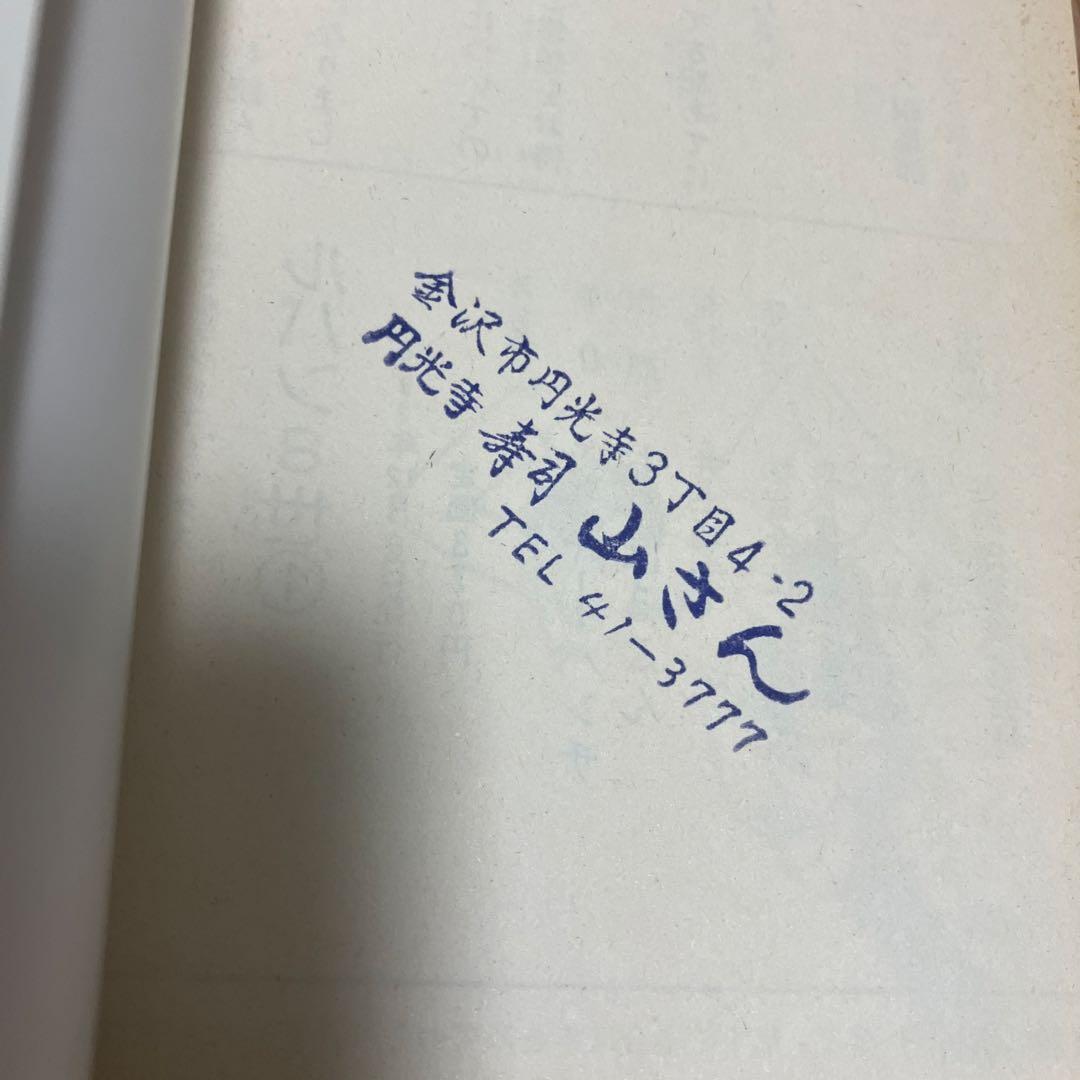 金沢市円光寺3丁目4-2
円光寺 寿司 山さん
TEL 41-3777